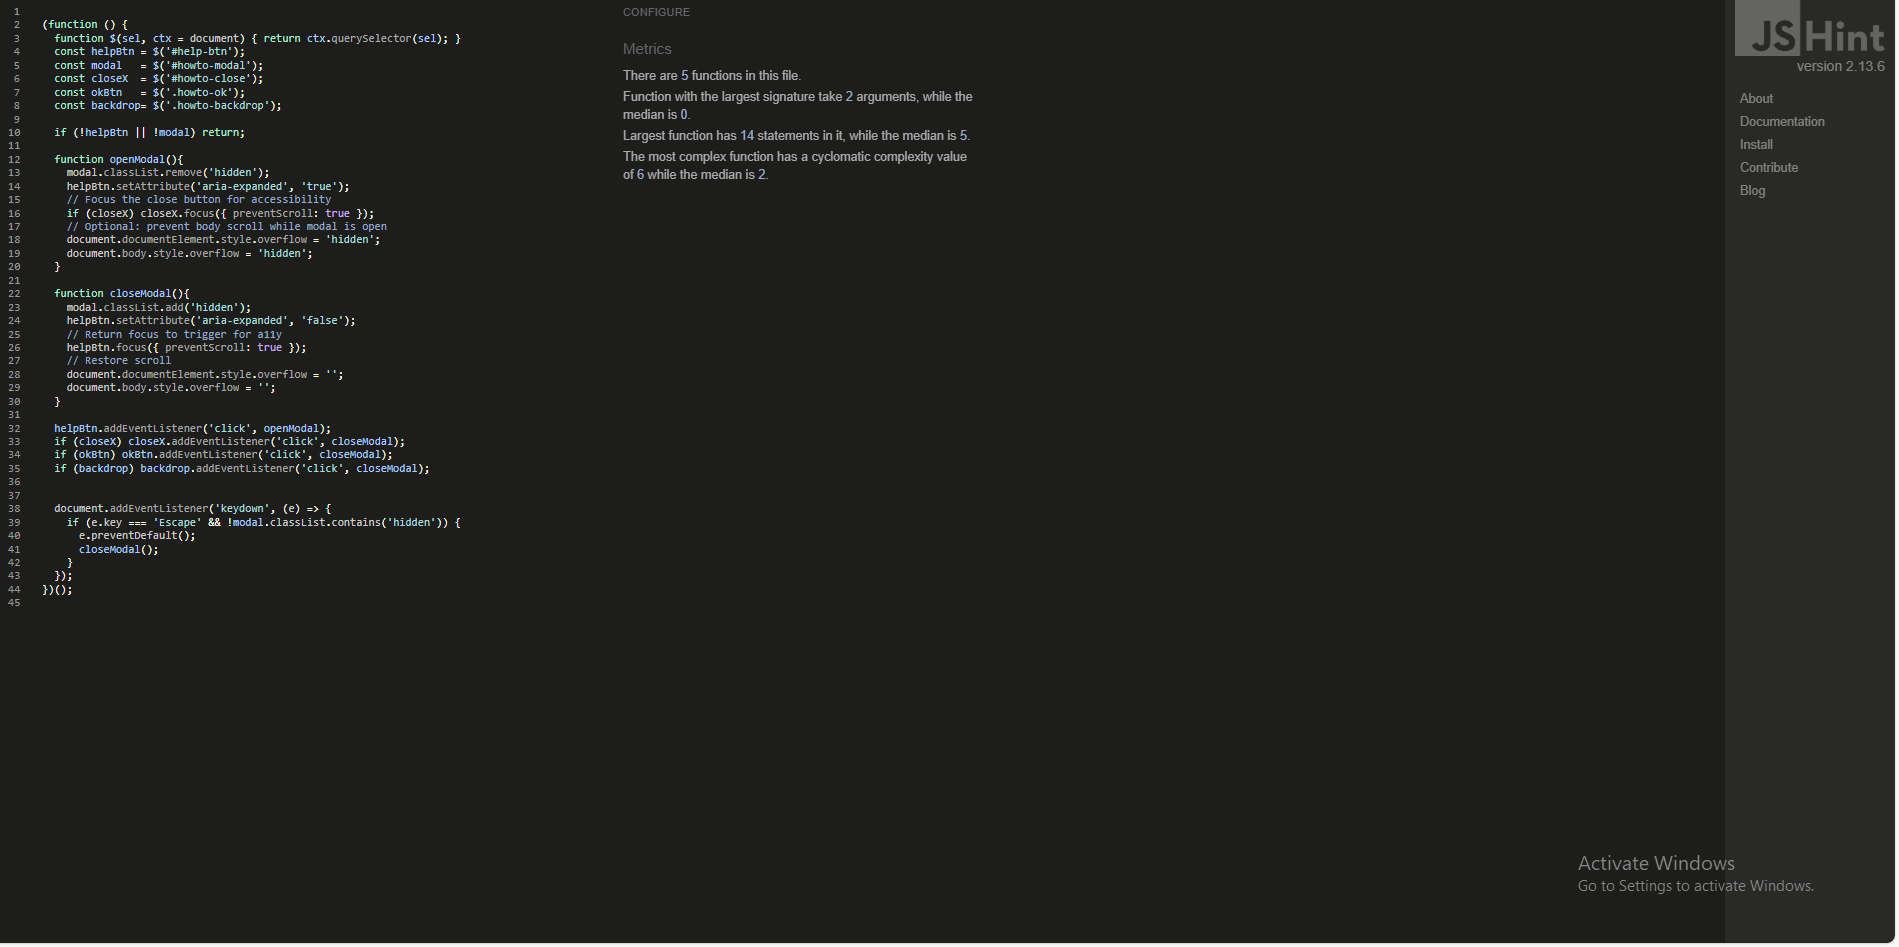 1
2 (function () {
3 function $(sel, ctx = document) { return ctx.querySelector(sel); }
4 const helpBtn = $('#help-btn');
5 const modal   = $('#howto-modal');
6 const closeX  = $('#howto-close');
7 const okBtn   = $('.howto-ok');
8 const backdrop= $('.howto-backdrop');
9
10 if (!helpBtn || !modal) return;
11
12 function openModal(){
13 modal.classList.remove('hidden');
14 helpBtn.setAttribute('aria-expanded', 'true');
15 // Focus the close button for accessibility
16 if (closeX) closeX.focus({ preventScroll: true });
17 // Optional: prevent body scroll while modal is open
18 document.documentElement.style.overflow = 'hidden';
19 document.body.style.overflow = 'hidden';
20 }
21
22 function closeModal(){
23 modal.classList.add('hidden');
24 helpBtn.setAttribute('aria-expanded', 'false');
25 // Return focus to trigger for a11y
26 helpBtn.focus({ preventScroll: true });
27 // Restore scroll
28 document.documentElement.style.overflow = '';
29 document.body.style.overflow = '';
30 }
31
32 helpBtn.addEventListener('click', openModal);
33 if (closeX) closeX.addEventListener('click', closeModal);
34 if (okBtn) okBtn.addEventListener('click', closeModal);
35 if (backdrop) backdrop.addEventListener('click', closeModal);
36
37
38 document.addEventListener('keydown', (e) => {
39 if (e.key === 'Escape' && !modal.classList.contains('hidden')) {
40 e.preventDefault();
41 closeModal();
42 }
43 });
44 })();
45
CONFIGURE
Metrics
There are 5 functions in this file.
Function with the largest signature take 2 arguments, while the
median is 0.
Largest function has 14 statements in it, while the median is 5.
The most complex function has a cyclomatic complexity value
of 6 while the median is 2.
JSHint
version 2.13.6
About
Documentation
Install
Contribute
Blog
Activate Windows
Go to Settings to activate Windows.